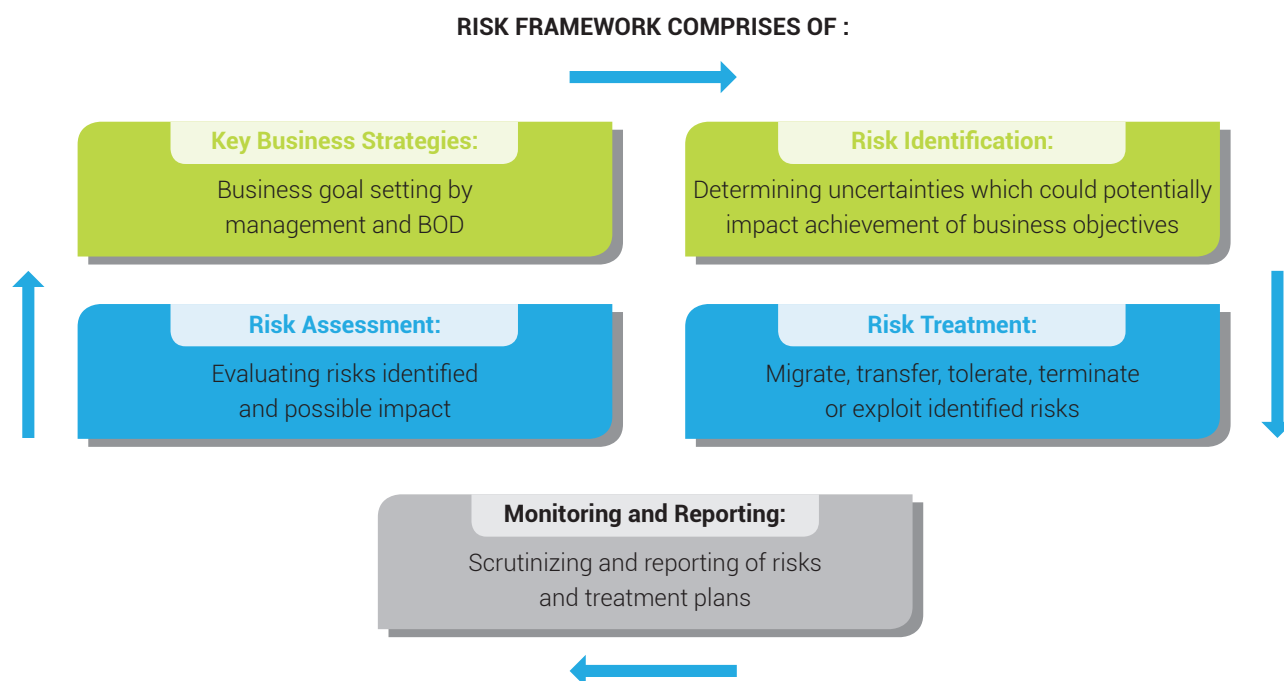 RISK FRAMEWORK COMPRISES OF :
Key Business Strategies:
Business goal setting by
management and BOD
Risk Identification:
Determining uncertainties which could potentially
impact achievement of business objectives
Risk Assessment:
Evaluating risks identified
and possible impact
Risk Treatment:
Migrate, transfer, tolerate, terminate
or exploit identified risks
Monitoring and Reporting:
Scrutinizing and reporting of risks
and treatment plans